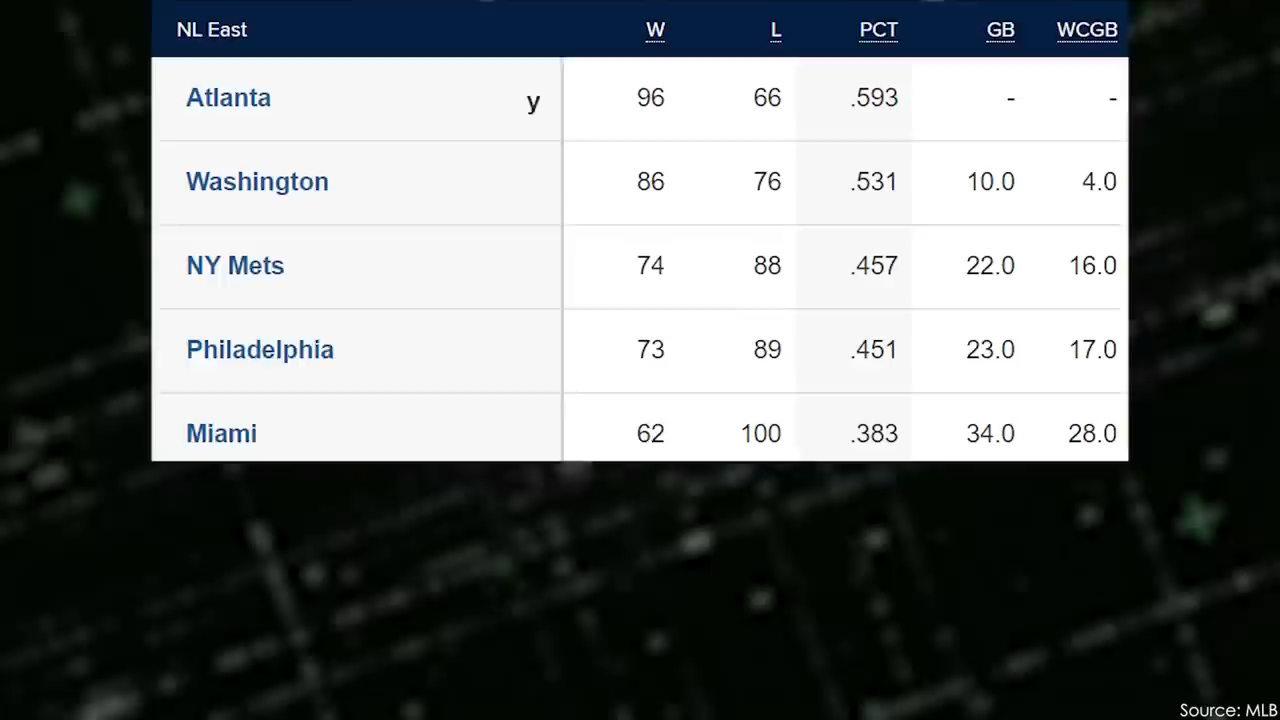 NL East W L PCT GB WCGB
Atlanta y 96 66 .593 - -
Washington 86 76 .531 10.0 4.0
NY Mets 74 88 .457 22.0 16.0
Philadelphia 73 89 .451 23.0 17.0
Miami 62 100 .383 34.0 28.0
Source: MLB